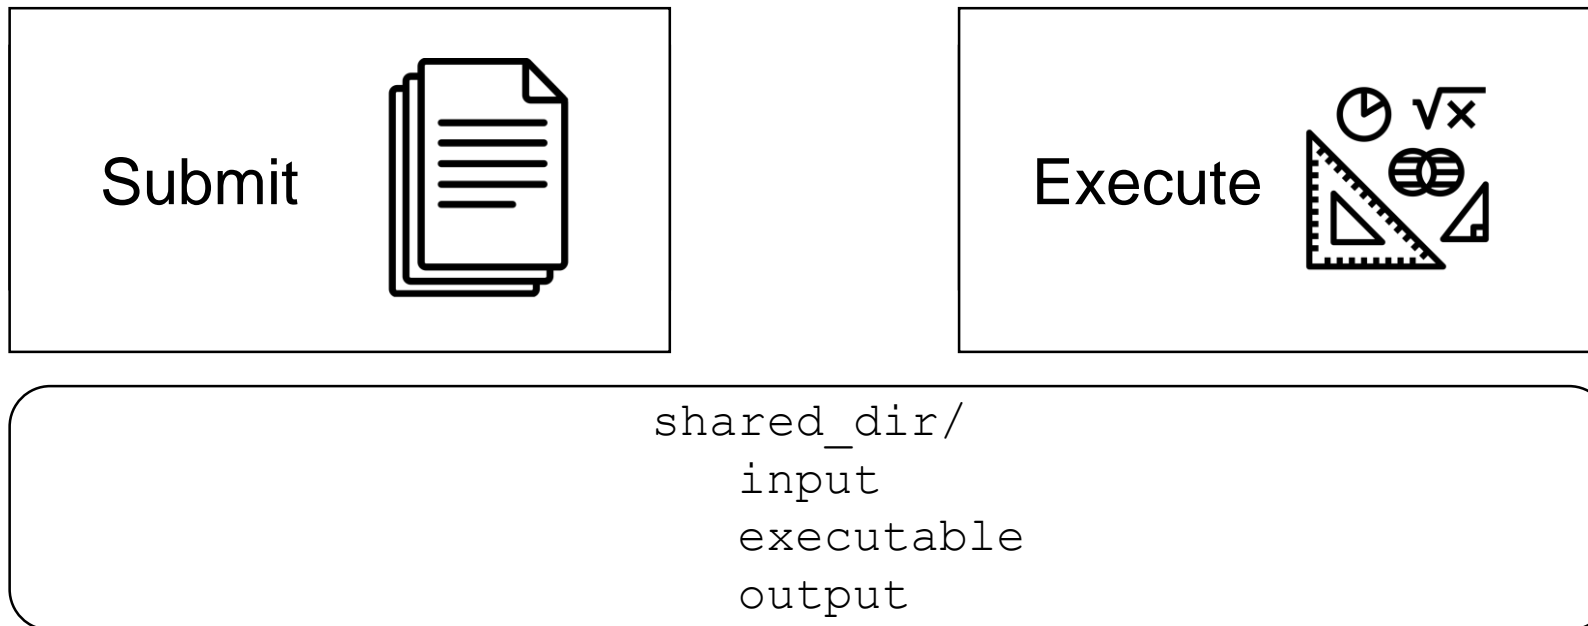 Submit
Execute
√x
shared_dir/
input
executable
output